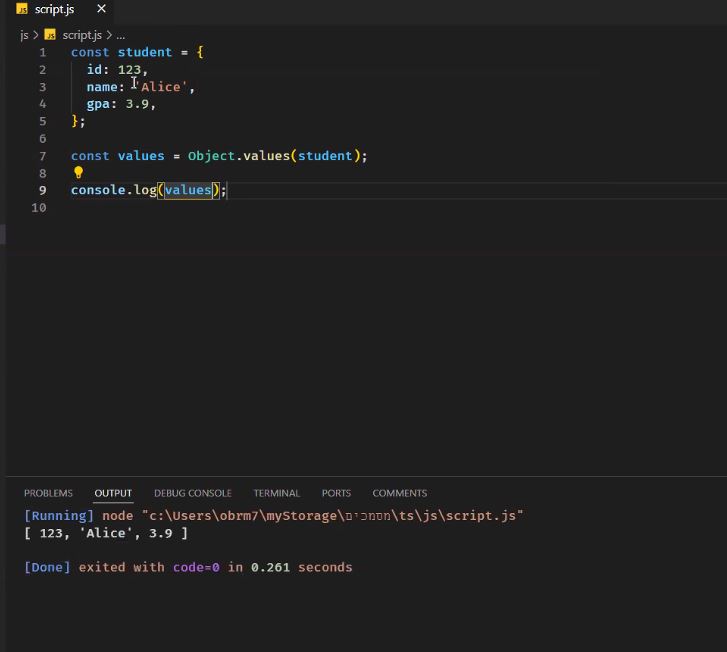 JS script.js ×
js > JS script.js > ...
1 const student = {
2 id: 123,
3 name: 'Alice',
4 gpa: 3.9,
5 };
6
7 const values = Object.values(student);
8
9 console.log(values);
10
PROBLEMS OUTPUT DEBUG CONSOLE TERMINAL PORTS COMMENTS
[Running] node "c:\Users\obrm7\myStorage\מסמכים\ts\js\script.js"
[ 123, 'Alice', 3.9 ]
[Done] exited with code=0 in 0.261 seconds